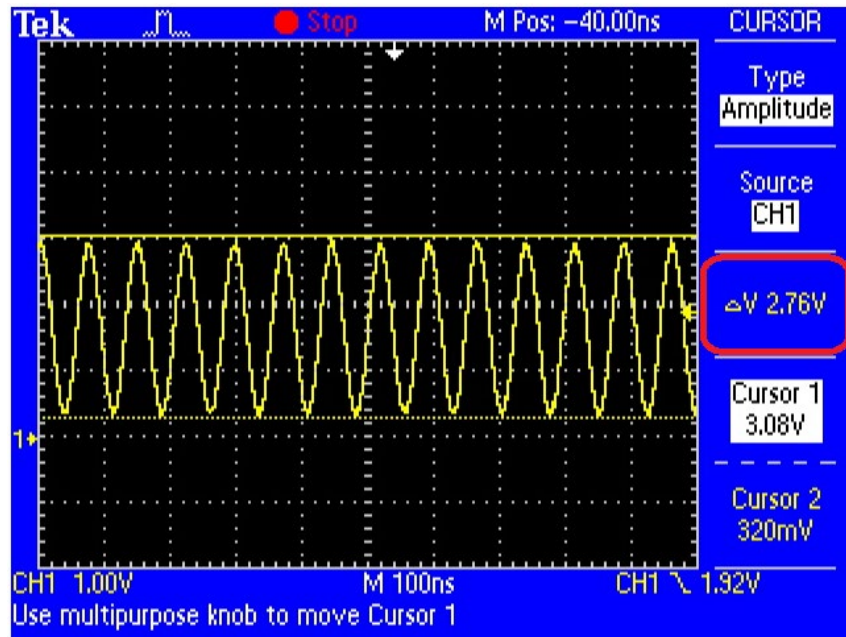 Tek Stop M Pos: -40.00ns CURSOR
Type
Amplitude
Source
CH1
△V 2.76V
Cursor 1
3.08V
1
Cursor 2
320mV
CH1 1.00V M 100ns CH1 \ 1.92V
Use multipurpose knob to move Cursor 1